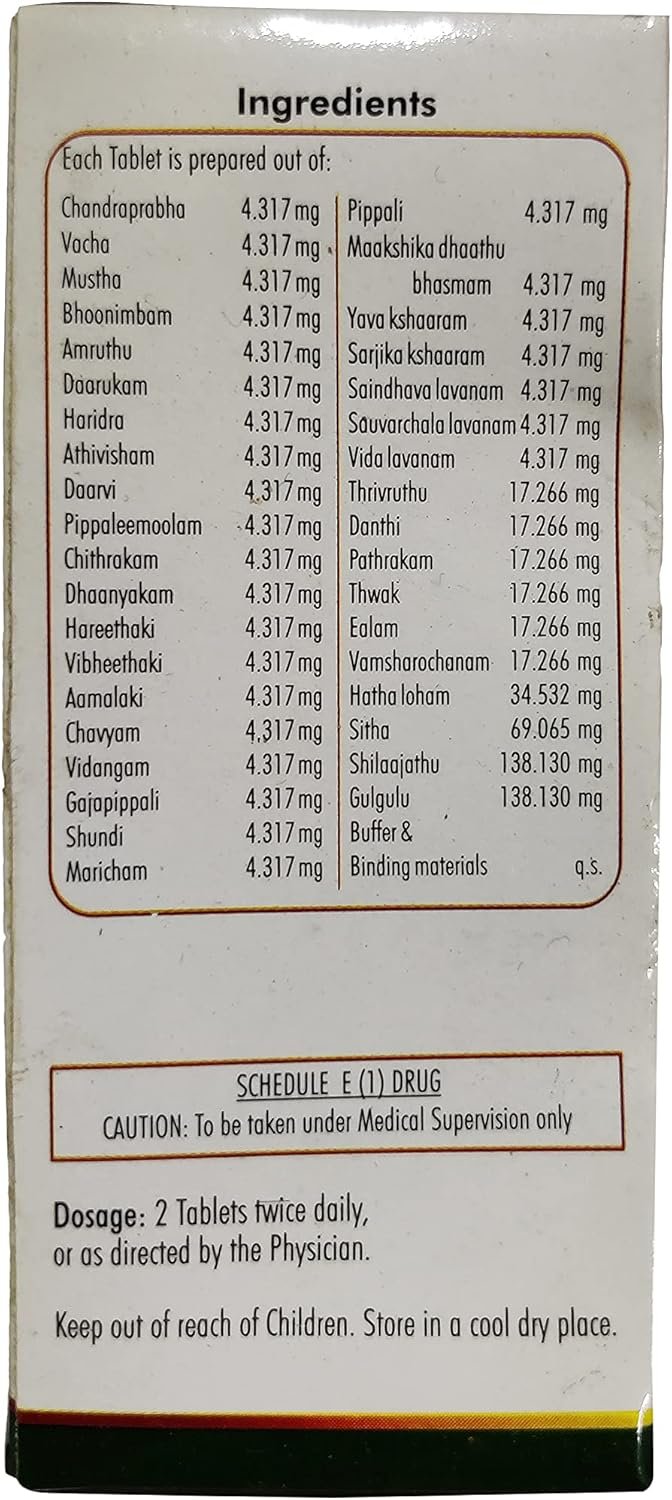 Ingredients
Each Tablet is prepared out of:
Chandraprabha 4.317 mg
Vacha 4.317 mg
Mustha 4.317 mg
Bhoonimbam 4.317 mg
Amruthu 4.317 mg
Daarukam 4.317 mg
Haridra 4.317 mg
Athivisham 4.317 mg
Daarvi 4.317 mg
Pippaleemoolam 4.317 mg
Chithrakam 4.317 mg
Dhaanyakam 4.317 mg
Hareethaki 4.317 mg
Vibheethaki 4.317 mg
Aamalaki 4.317 mg
Chavyam 4.317 mg
Vidangam 4.317 mg
Gajapippali 4.317 mg
Shundi 4.317 mg
Maricham 4.317 mg
Pippali 4.317 mg
Maakshika dhaathu
bhasmam 4.317 mg
Yava kshaaram 4.317 mg
Sarjika kshaaram 4.317 mg
Saindhava lavanam 4.317 mg
Sauvarchala lavanam 4.317 mg
Vida lavanam 4.317 mg
Thrivruthu 17.266 mg
Danthi 17.266 mg
Pathrakam 17.266 mg
Thwak 17.266 mg
Ealam 17.266 mg
Vamsharochanam 17.266 mg
Hatha loham 34.532 mg
Sitha 69.065 mg
Shilaajathu 138.130 mg
Gulgulu 138.130 mg
Buffer &
Binding materials q.s.
SCHEDULE E (1) DRUG
CAUTION: To be taken under Medical Supervision only
Dosage: 2 Tablets twice daily,
or as directed by the Physician.
Keep out of reach of Children. Store in a cool dry place.